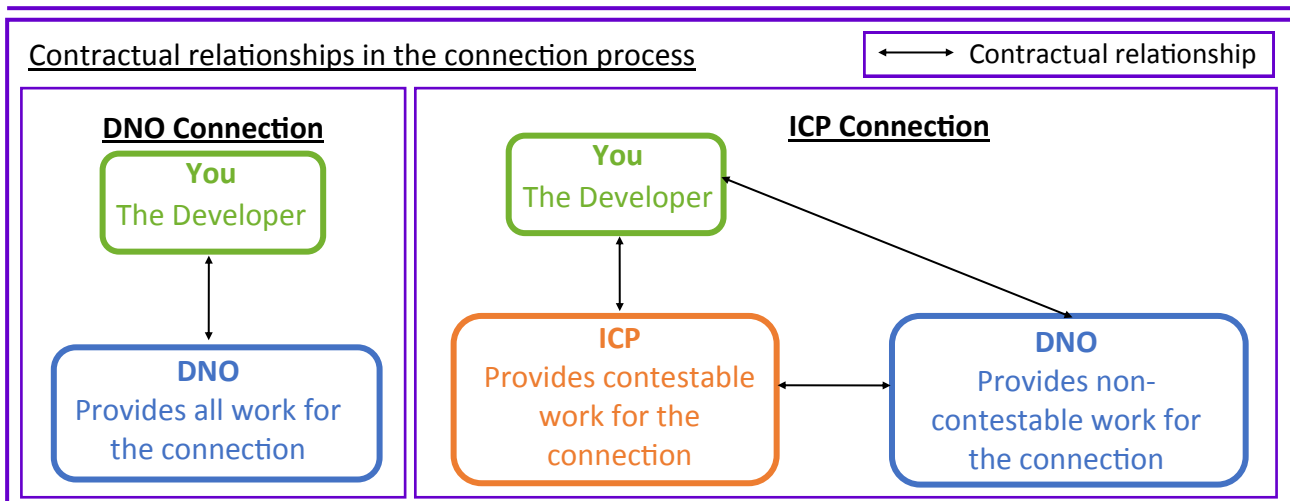 Contractual relationships in the connection process
Contractual relationship
DNO Connection
You
The Developer
DNO
Provides all work for
the connection
ICP Connection
You
The Developer
ICP
Provides contestable
work for the
connection
DNO
Provides non-
contestable work for
the connection